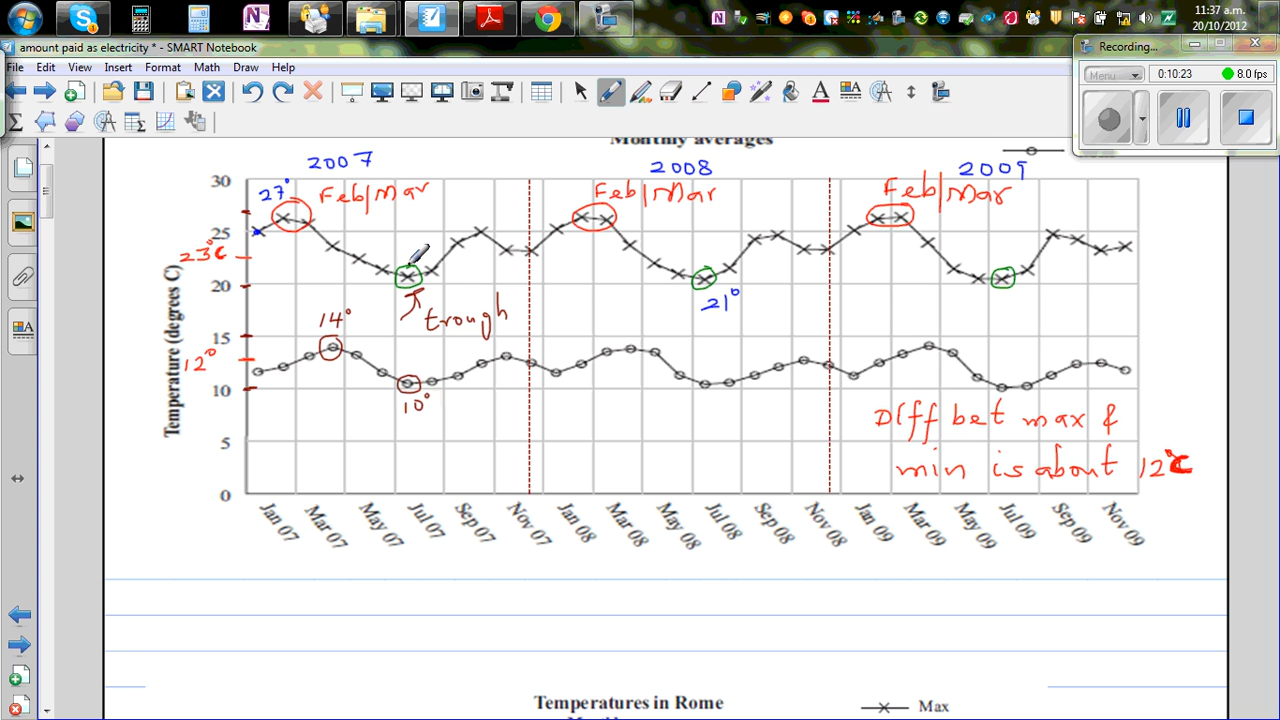 11:37 a.m.
20/10/2012
amount paid as electricity * - SMART Notebook
File Edit View Insert Format Math Draw Help
Recording...
Menu
0:10:23
8.0 fps
Monthly averages
2007
2008
2009
Feb/Mar
Feb/Mar
Feb/Mar
27°
30
25
23°C
20
15
12°
10
5
0
Temperature (degrees C)
trough
21°
14°
10°
Diff bet max &
min is about 12°C
Jan 07
Mar 07
May 07
Jul 07
Sep 07
Nov 07
Jan 08
Mar 08
May 08
Jul 08
Sep 08
Nov 08
Jan 09
Mar 09
May 09
Jul 09
Sep 09
Nov 09
Temperatures in Rome
Max